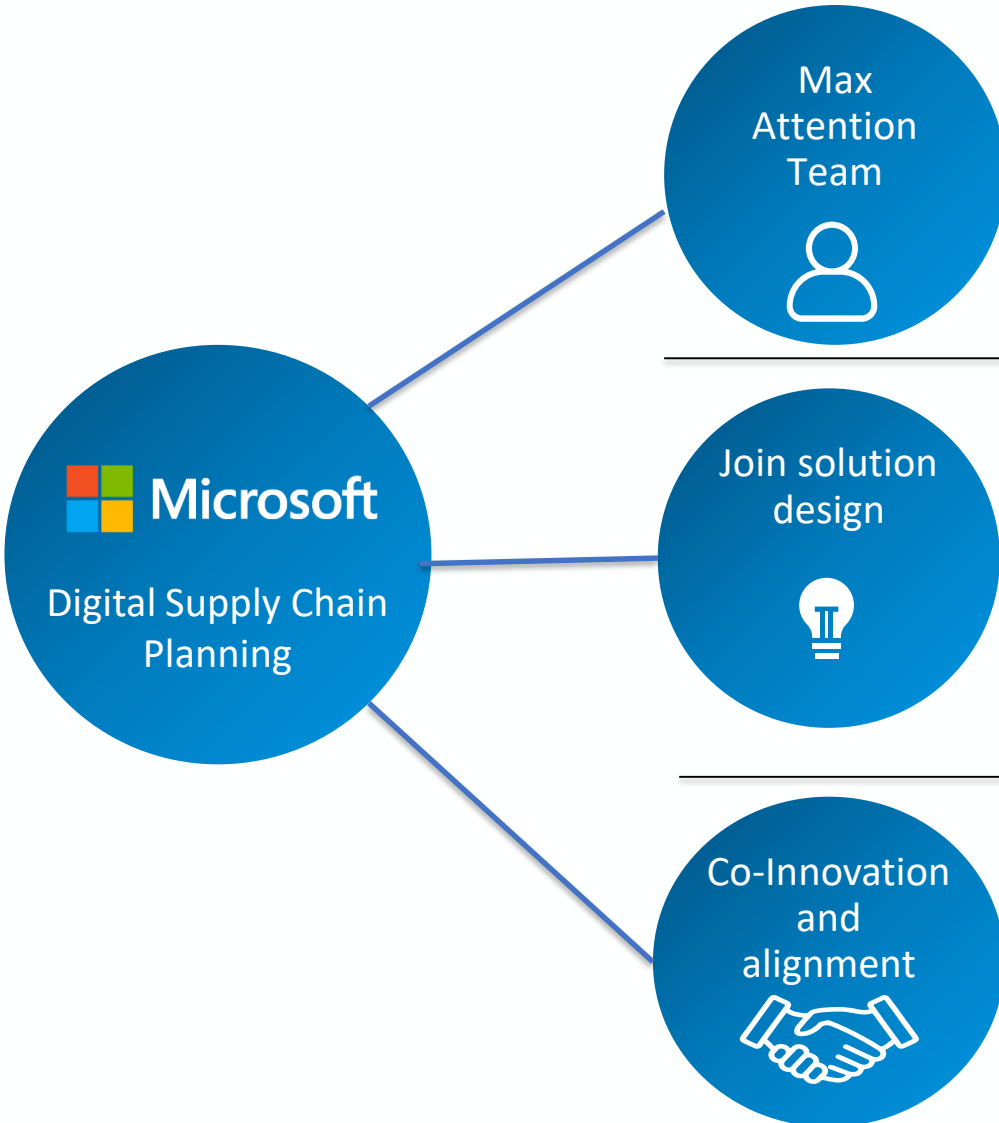 Max
Attention
Team
Microsoft
Digital Supply Chain
Planning
Join solution
design
Co-Innovation
and
alignment